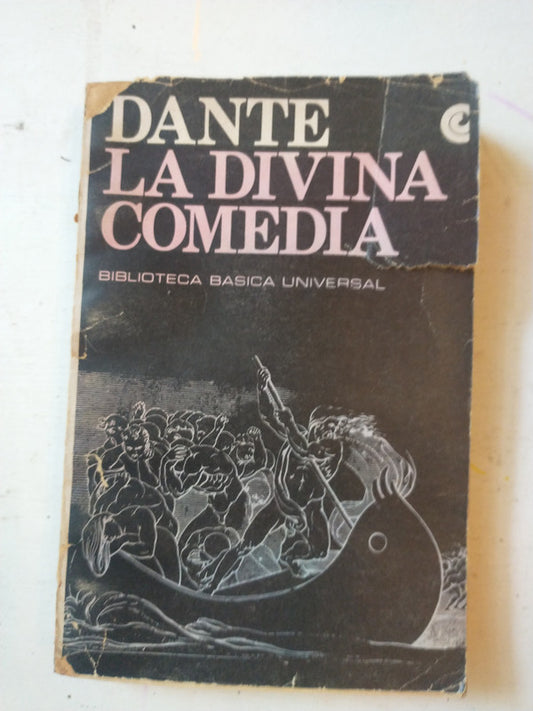 DANTE
LA DIVINA
COMEDIA
BIBLIOTECA BASICA UNIVERSAL